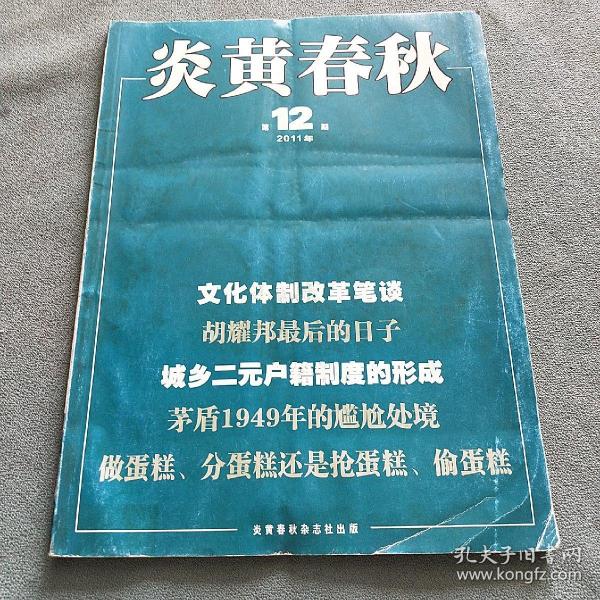 炎黄春秋
第12期
2011年
文化体制改革笔谈
胡耀邦最后的日子
城乡二元户籍制度的形成
茅盾1949年的尴尬处境
做蛋糕、分蛋糕还是抢蛋糕、偷蛋糕
炎黄春秋杂志社出版
孔夫子旧书网
www.kongfz.com